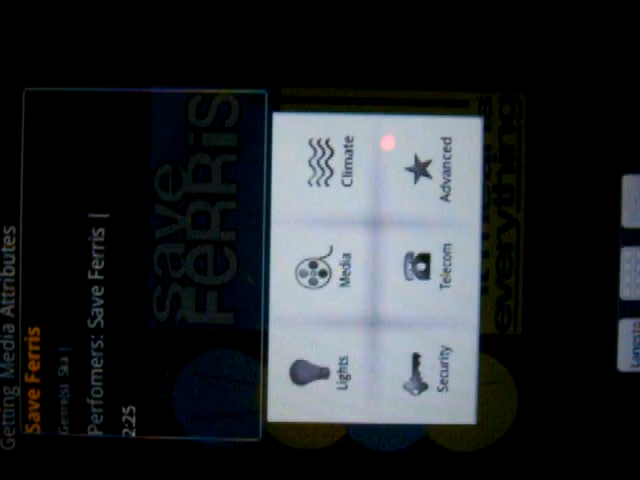 Getting Media Attributes
Save Ferris
Genre(s): Ska |
Perfomers: Save Ferris |
2:25
save
FERRIS
Lights
Media
Climate
Security
Telecom
Advanced
everything